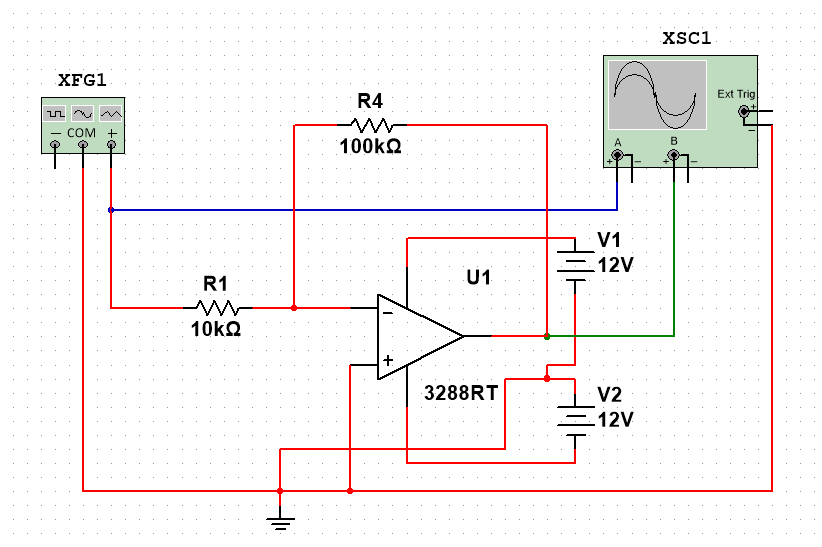 XFG1
XSC1
COM
+
Ext Trig
+
−
A
B
+
−
+
−
R4
100kΩ
R1
10kΩ
U1
−
+
3288RT
V1
12V
V2
12V